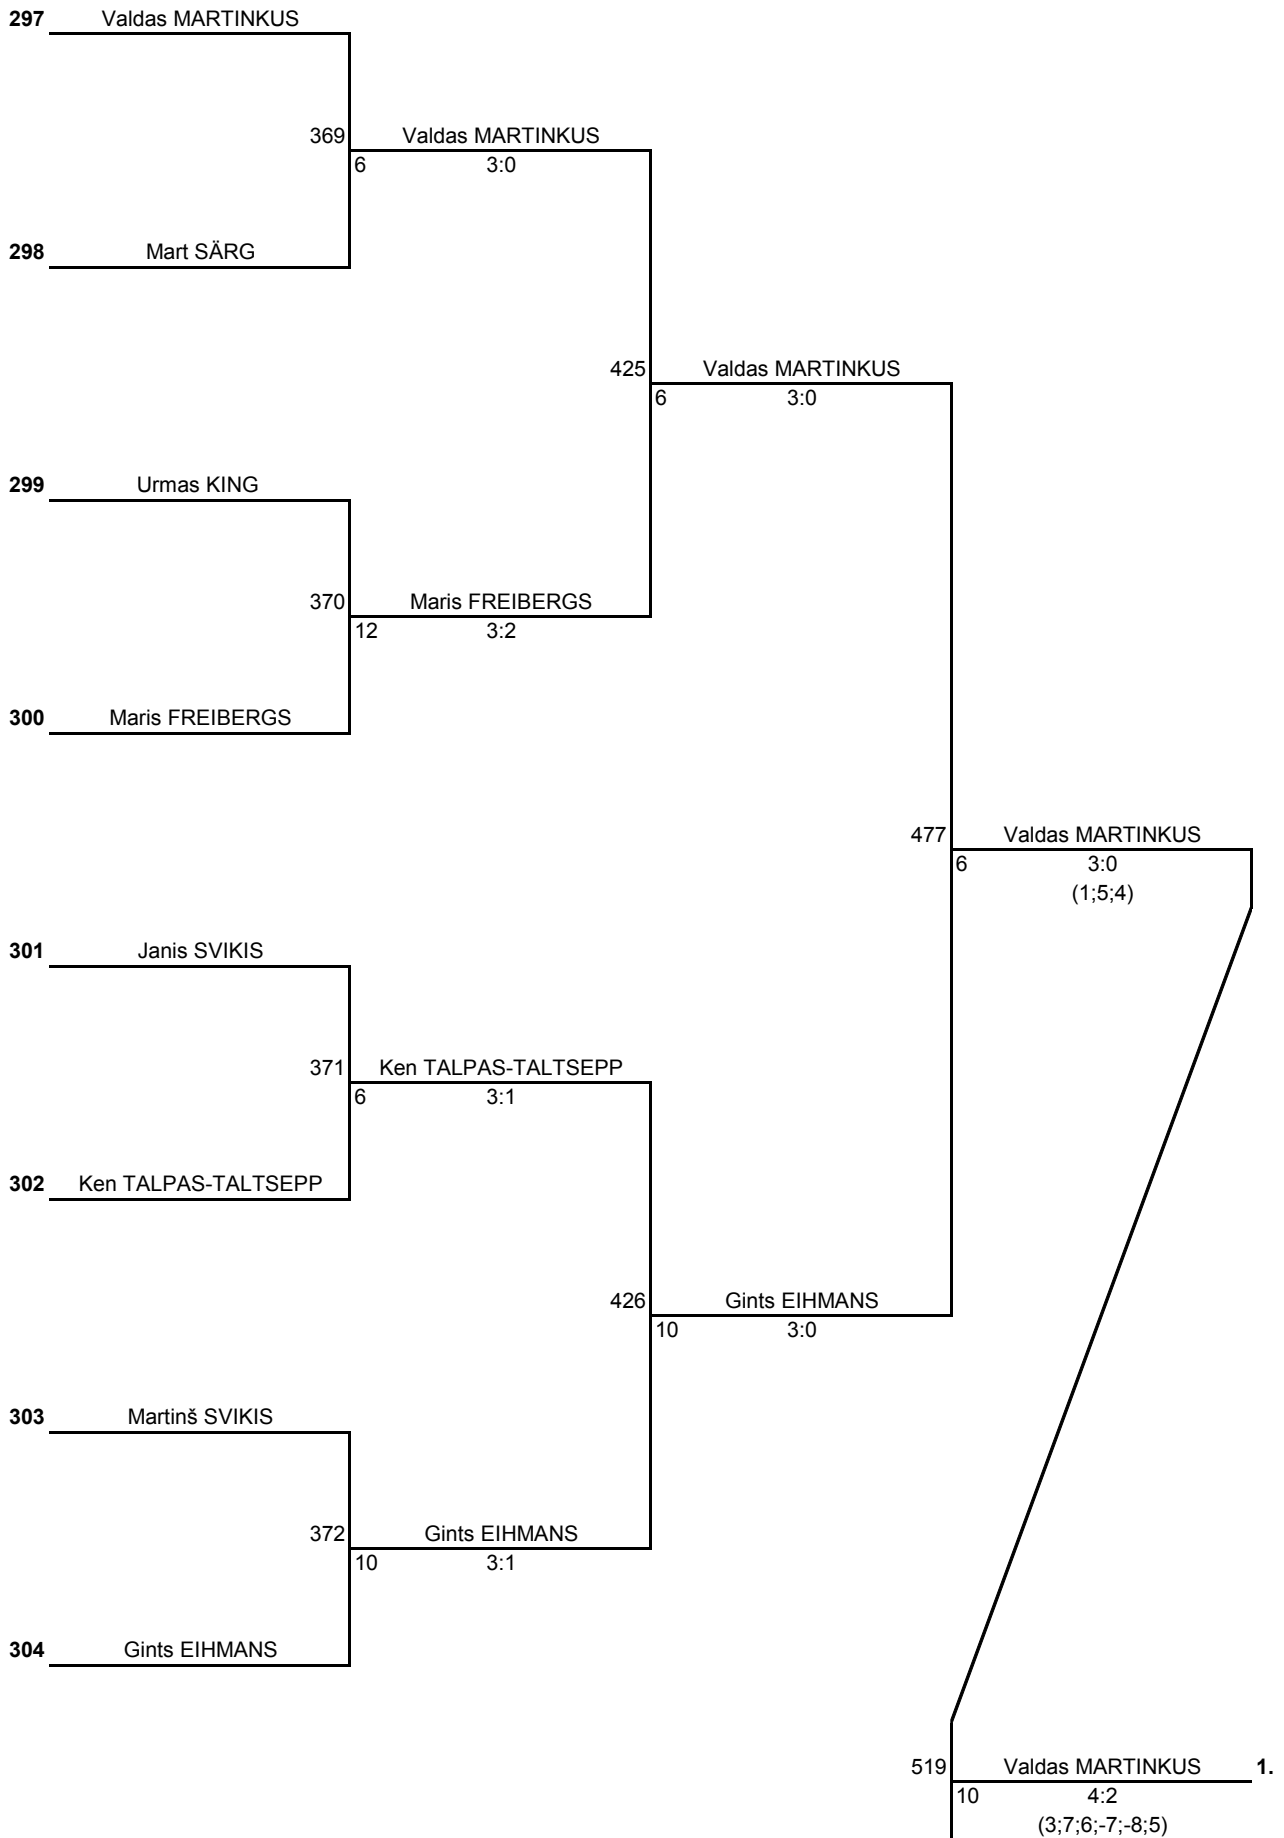 297 Valdas MARTINKUS
369 Valdas MARTINKUS
6 3:0
298 Mart SÄRG
425 Valdas MARTINKUS
6 3:0
299 Urmas KING
370 Maris FREIBERGS
12 3:2
300 Maris FREIBERGS
477 Valdas MARTINKUS
6 3:0
(1;5;4)
301 Janis SVIKIS
371 Ken TALPAS-TALTSEPP
6 3:1
302 Ken TALPAS-TALTSEPP
426 Gints EIHMANS
10 3:0
303 Martinš SVIKIS
372 Gints EIHMANS
10 3:1
304 Gints EIHMANS
519 Valdas MARTINKUS 1.
10 4:2
(3;7;6;-7;-8;5)